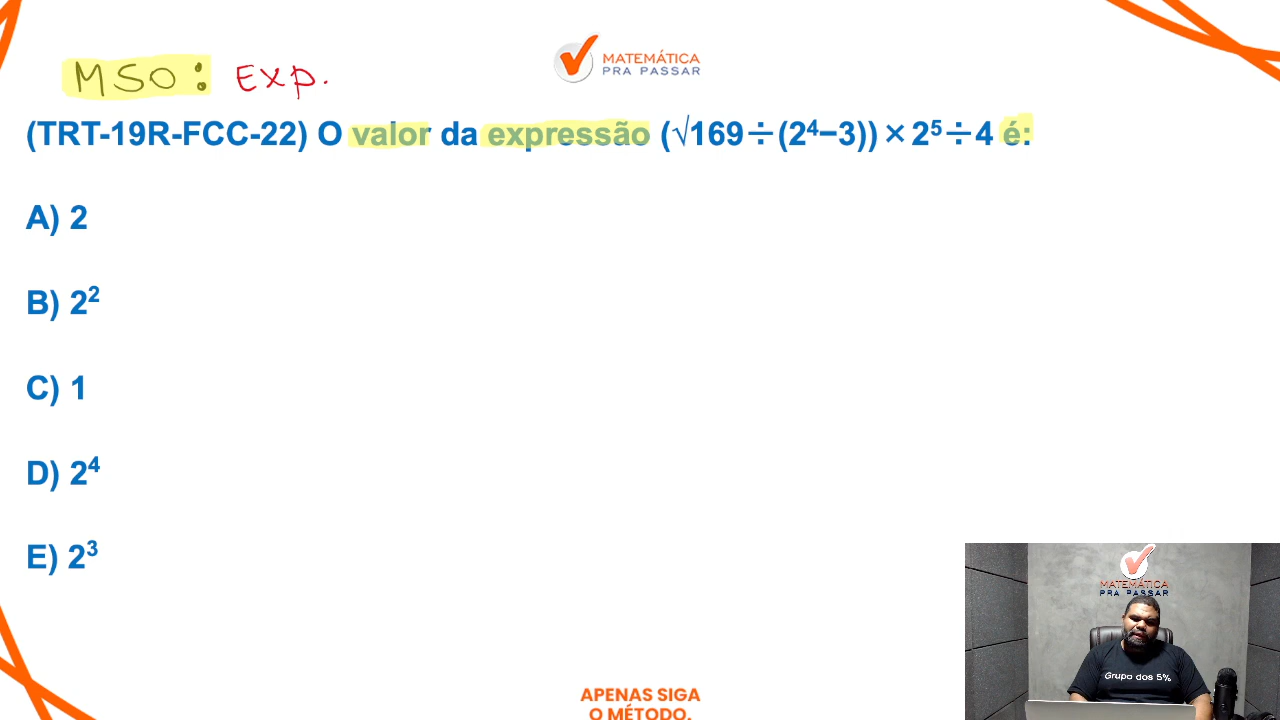 MSO: EXP.
MATEMÁTICA
PRA PASSAR
(TRT-19R-FCC-22) O valor da expressão (√169÷(2⁴−3))×2⁵÷4 é:
A) 2
B) 2²
C) 1
D) 2⁴
E) 2³
MATEMÁTICA
PRA PASSAR
Grupo dos 5%
APENAS SIGA
O MÉTODO.